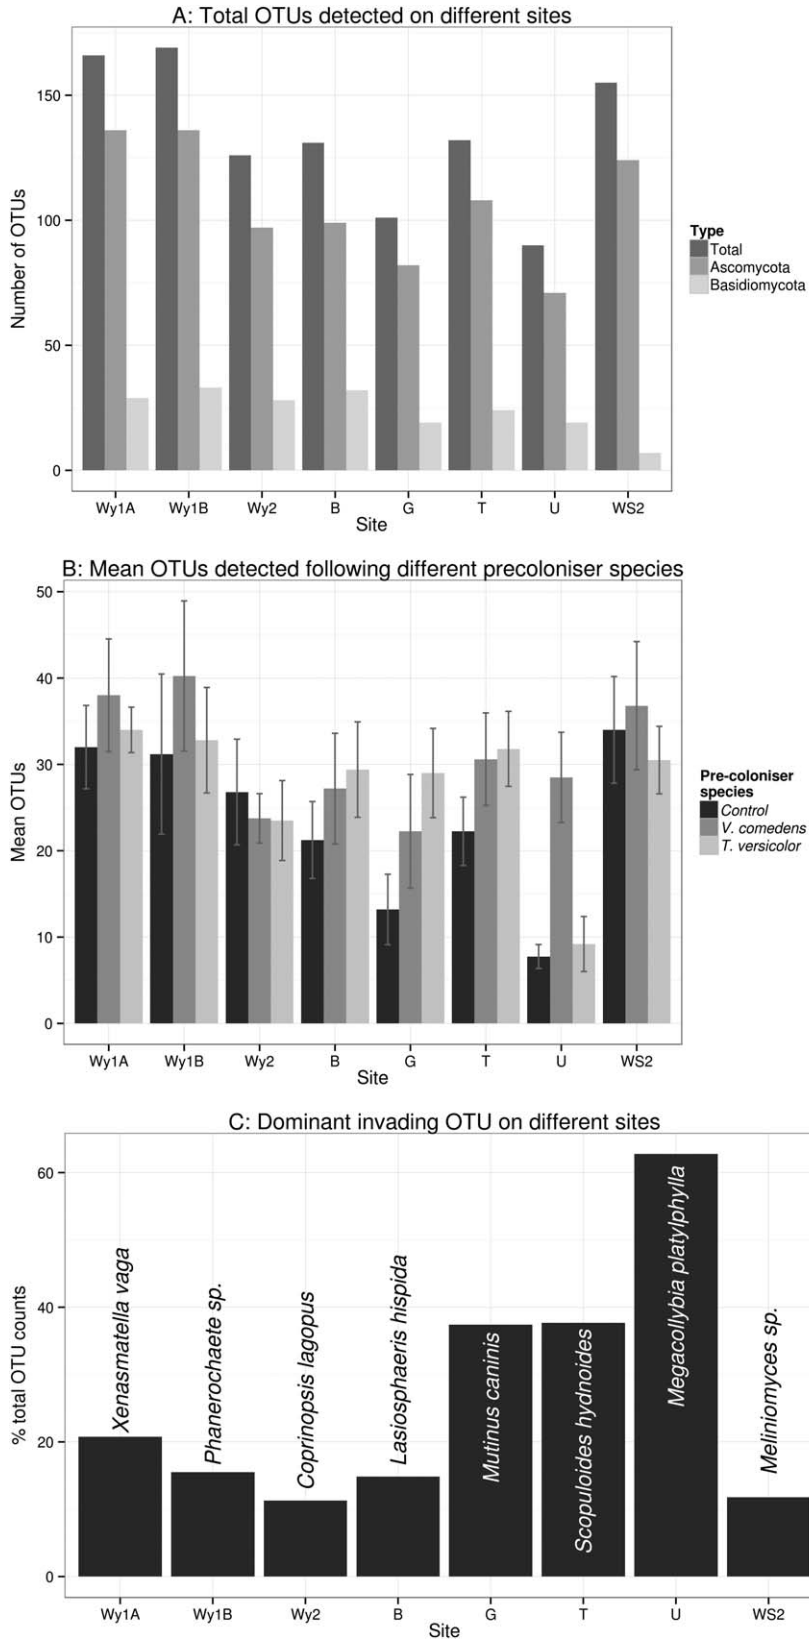 A: Total OTUs detected on different sites
Number of OTUs
150
100
50
0
Wy1A Wy1B Wy2 B G T U WS2
Site
Type
Total
Ascomycota
Basidiomycota
B: Mean OTUs detected following different precoloniser species
Mean OTUs
50
40
30
20
10
0
Wy1A Wy1B Wy2 B G T U WS2
Site
Pre-coloniser
species
Control
V. comedens
T. versicolor
C: Dominant invading OTU on different sites
% total OTU counts
60
40
20
0
Xenasmatella vaga
Phanerochaete sp.
Coprinopsis lagopus
Lasiosphaeris hispida
Mutinus caninis
Scopuloides hydnoides
Megacollybia platylphylla
Meliniomyces sp.
Wy1A Wy1B Wy2 B G T U WS2
Site